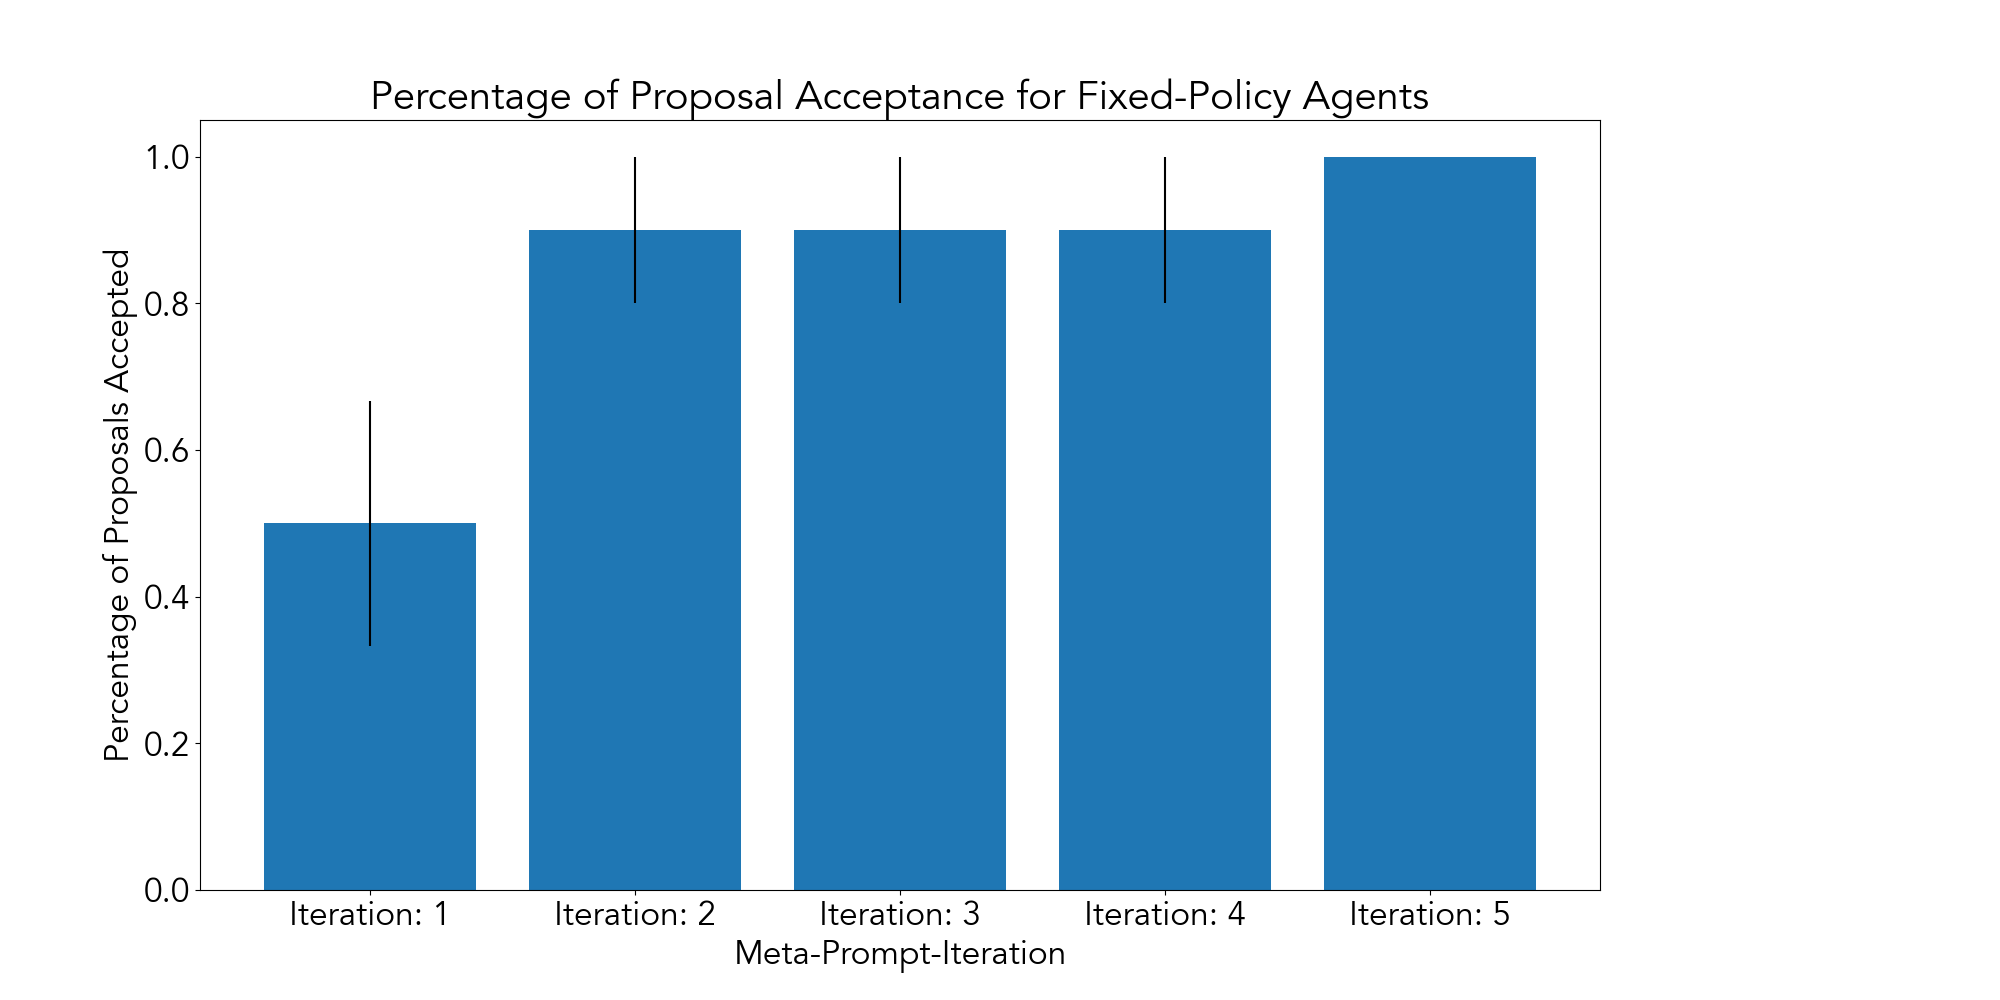 Percentage of Proposal Acceptance for Fixed-Policy Agents
Percentage of Proposals Accepted
1.0
0.8
0.6
0.4
0.2
0.0
Iteration: 1 Iteration: 2 Iteration: 3 Iteration: 4 Iteration: 5
Meta-Prompt-Iteration